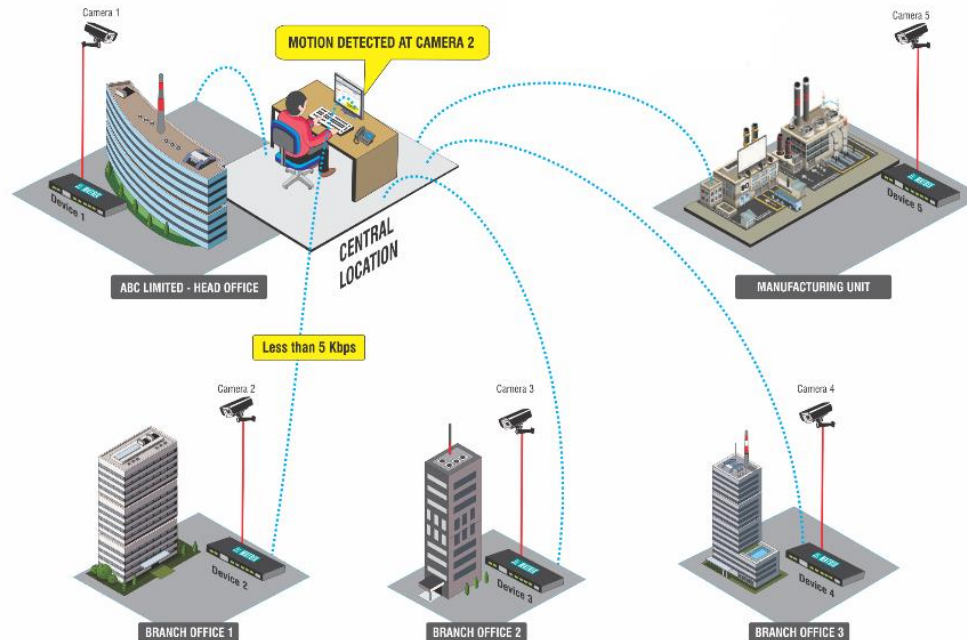 Camera 1
MOTION DETECTED AT CAMERA 2
Camera 5
Device 1
CENTRAL
LOCATION
Device 5
ABC LIMITED - HEAD OFFICE
MANUFACTURING UNIT
Less than 5 Kbps
Camera 2
Camera 3
Camera 4
Device 2
Device 3
Device 4
BRANCH OFFICE 1
BRANCH OFFICE 2
BRANCH OFFICE 3